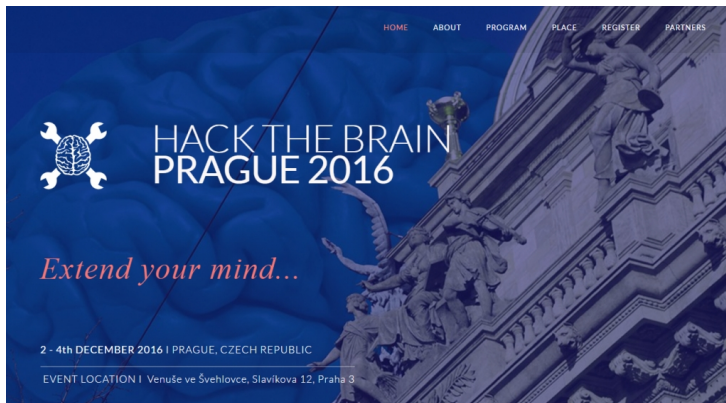 HOME ABOUT PROGRAM PLACE REGISTER PARTNERS
HACK THE BRAIN
PRAGUE 2016
Extend your mind...
2 - 4th DECEMBER 2016 I PRAGUE, CZECH REPUBLIC
EVENT LOCATION I Venuše ve Švehlovce, Slavíkova 12, Praha 3